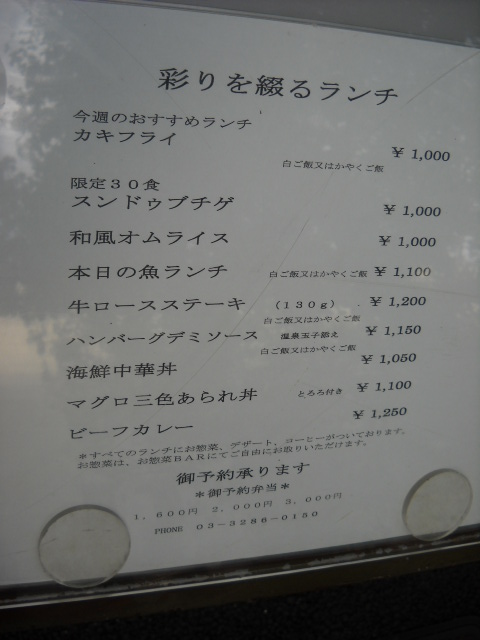 彩りを綴るランチ
今週のおすすめランチ
カキフライ ¥ 1,000
白ご飯又はかやくご飯
限定30食
スンドゥブチゲ ¥ 1,000
和風オムライス ¥ 1,000
本日の魚ランチ 白ご飯又はかやくご飯 ¥ 1,100
牛ロースステーキ (130g) ¥ 1,200
白ご飯又はかやくご飯
ハンバーグデミソース 温泉玉子添え ¥ 1,150
白ご飯又はかやくご飯
海鮮中華丼 ¥ 1,050
マグロ三色あられ丼 とろろ付き ¥ 1,100
ビーフカレー ¥ 1,250
*すべてのランチにお惣菜、デザート、コーヒーがついております。
お惣菜は、お惣菜BARにてご自由にお取りいただけます。
御予約承ります
*御予約弁当*
1,600円 2,000円 3,000円
PHONE 03-3286-0150